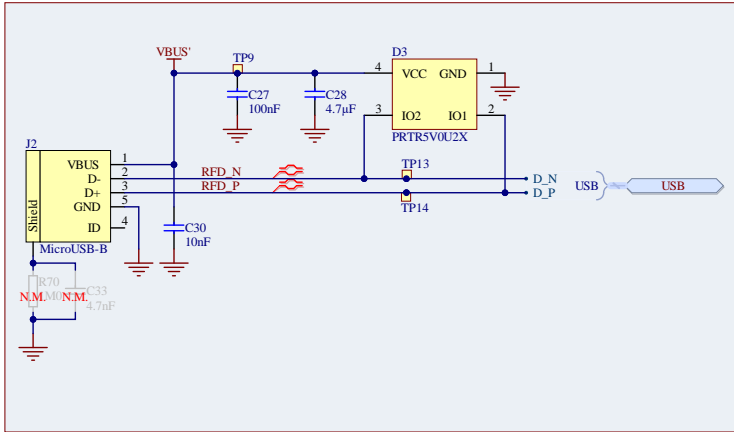 VBUS'
TP9
D3
C27
100nF
C28
4.7µF
4
VCC
GND
1
3
IO2
IO1
2
PRTR5V0U2X
J2
Shield
VBUS
1
D-
2
D+
3
GND
5
ID
4
MicroUSB-B
RFD_N
RFD_P
TP13
TP14
D_N
D_P
USB
USB
C30
10nF
R70
N.M.
N.M.
C33
4.7nF